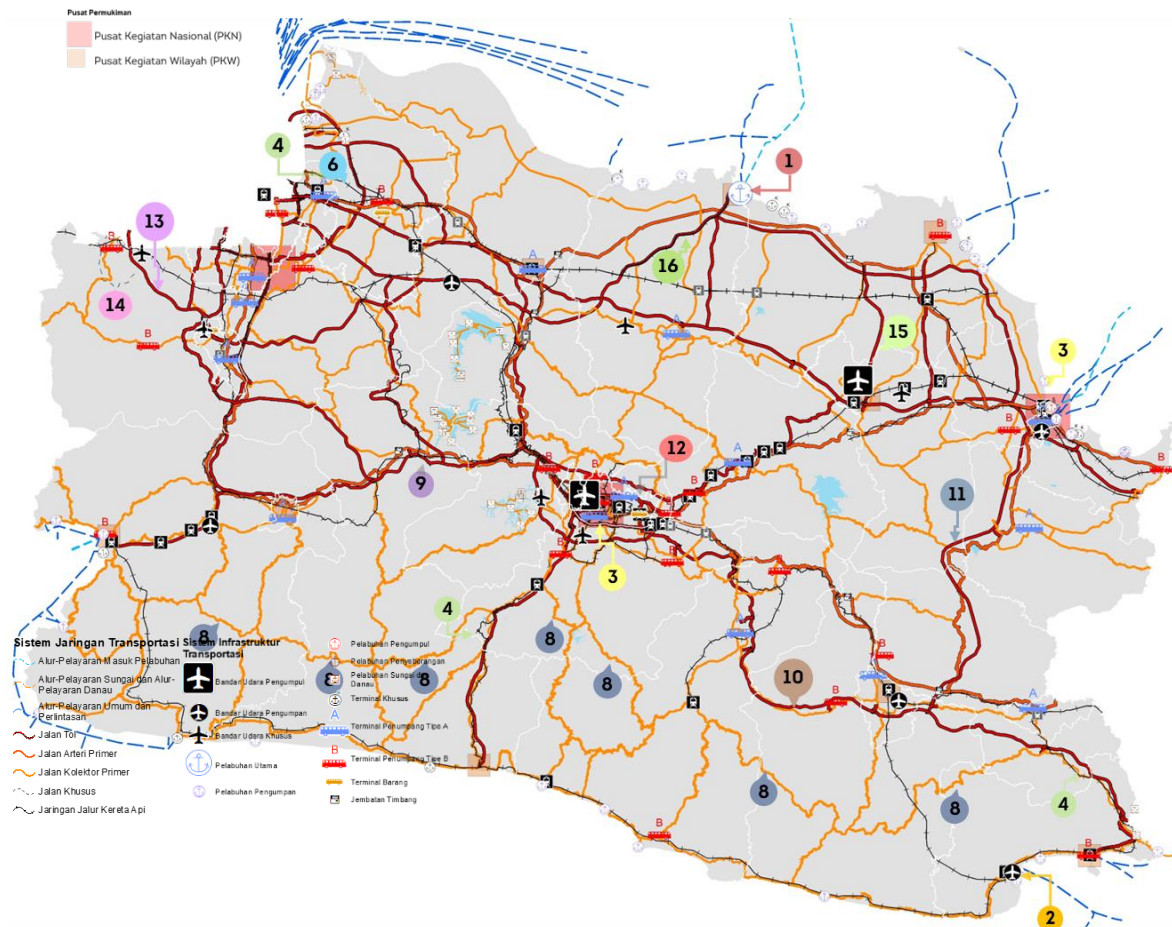 Pusat Permukiman
Pusat Kegiatan Nasional (PKN)
Pusat Kegiatan Wilayah (PKW)
4
6
1
B
13
B
A
B
16
14
A
B
A
15
3
B
12
9
B
B
A
A
11
B
B
3
4
8
8
8
8
10
B
A
B
B
A
8
8
4
B
B
2
Sistem Jaringan Transportasi
Alur-Pelayaran Masuk Pelabuhan
Alur-Pelayaran Sungai dan Alur-
Pelayaran Danau
Alur-Pelayaran Umum dan
Perlintasan
Jalan Tol
Jalan Arteri Primer
Jalan Kolektor Primer
Jalan Khusus
Jaringan Jalur Kereta Api
Sistem Infrastruktur
Transportasi
Bandar Udara Pengumpul
Bandar Udara Pengumpan
Bandar Udara Khusus
Pelabuhan Utama
Pelabuhan Pengumpan
Pelabuhan Pengumpul
Pelabuhan Penyeberangan
Pelabuhan Sungai dan
Danau
Terminal Khusus
A
Terminal Penumpang Tipe A
B
Terminal Penumpang Tipe B
Terminal Barang
Jembatan Timbang